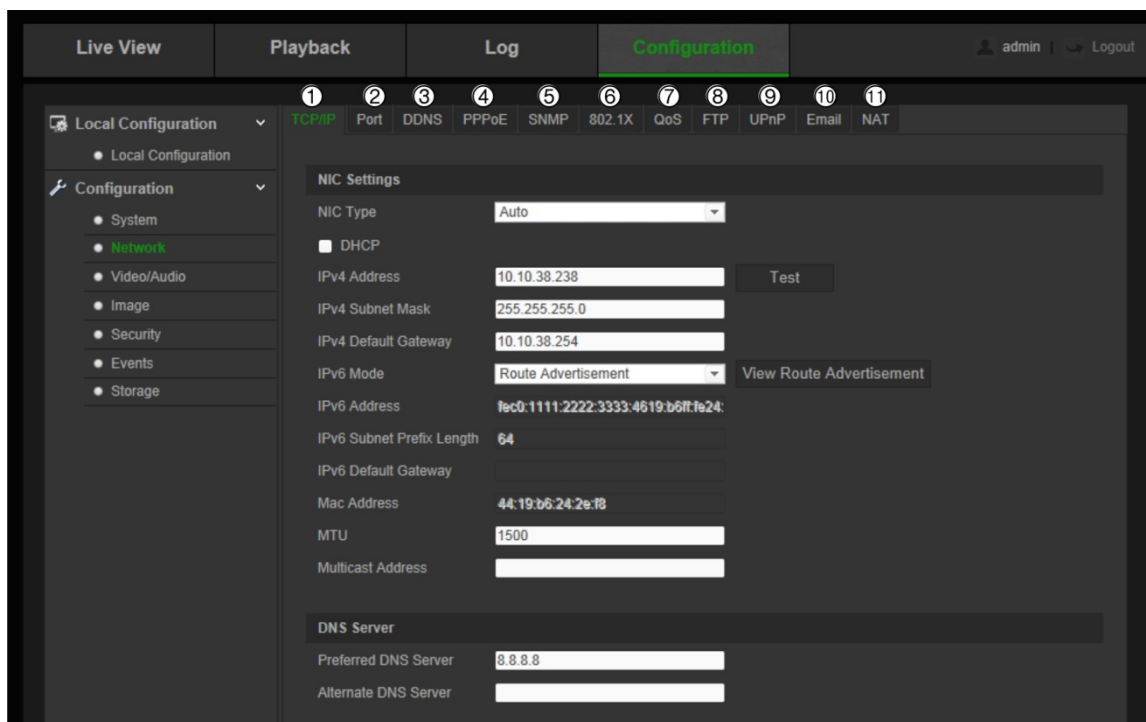 Live View Playback Log Configuration admin | Logout
① ② ③ ④ ⑤ ⑥ ⑦ ⑧ ⑨ ⑩ ⑪
TCP/IP Port DDNS PPPoE SNMP 802.1X QoS FTP UPnP Email NAT
Local Configuration
Local Configuration
Configuration
System
Network
Video/Audio
Image
Security
Events
Storage
NIC Settings
NIC Type Auto
DHCP
IPv4 Address 10.10.38.238 Test
IPv4 Subnet Mask 255.255.255.0
IPv4 Default Gateway 10.10.38.254
IPv6 Mode Route Advertisement View Route Advertisement
IPv6 Address fec0:1111:2222:3333:4619:b6ff:fe24:
IPv6 Subnet Prefix Length 64
IPv6 Default Gateway
Mac Address 44:19:b6:24:2e:f8
MTU 1500
Multicast Address
DNS Server
Preferred DNS Server 8.8.8.8
Alternate DNS Server